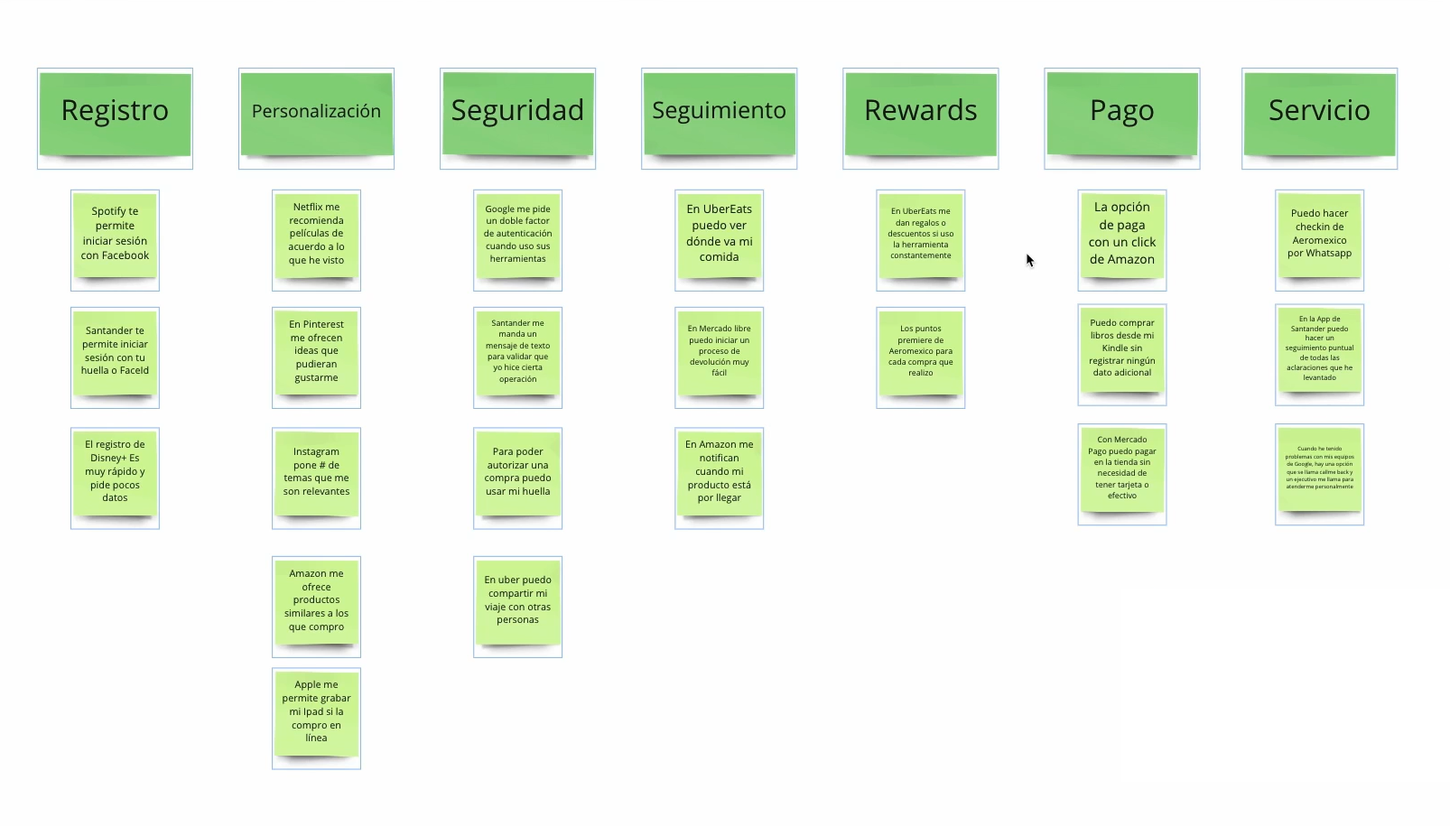 Registro
Personalización
Seguridad
Seguimiento
Rewards
Pago
Servicio
Spotify te
permite
iniciar sesión
con Facebook
Santander te
permite iniciar
sesión con tu
huella o FaceId
El registro de
Disney+ Es
muy rápido y
pide pocos
datos
Netflix me
recomienda
películas de
acuerdo a lo
que he visto
En Pinterest
me ofrecen
ideas que
pudieran
gustarme
Instagram
pone # de
temas que me
son relevantes
Amazon me
ofrece
productos
similares a los
que compro
Apple me
permite grabar
mi Ipad si la
compro en
línea
Google me pide
un doble factor
de autenticación
cuando uso sus
herramientas
Santander me
manda un
mensaje de texto
para validar que
yo hice cierta
operación
Para poder
autorizar una
compra puedo
usar mi huella
En uber puedo
compartir mi
viaje con otras
personas
En UberEats
puedo ver
dónde va mi
comida
En Mercado libre
puedo iniciar un
proceso de
devolución muy
fácil
En Amazon me
notifican
cuando mi
producto está
por llegar
En UberEats me
dan regalos o
descuentos si uso
la herramienta
constantemente
Los puntos
premiere de
Aeromexico para
cada compra que
realizo
La opción
de paga
con un click
de Amazon
Puedo comprar
libros desde mi
Kindle sin
registrar ningún
dato adicional
Con Mercado
Pago puedo pagar
en la tienda sin
necesidad de
tener tarjeta o
efectivo
Puedo hacer
checkin de
Aeromexico
por Whatsapp
En la App de
Santander puedo
hacer un
seguimiento puntual
de todas las
aclaraciones que he
levantado
Cuando he tenido
problemas con mis equipos
de Google, hay una opción
que se llama callme back y
un ejecutivo me llama para
atenderme personalmente